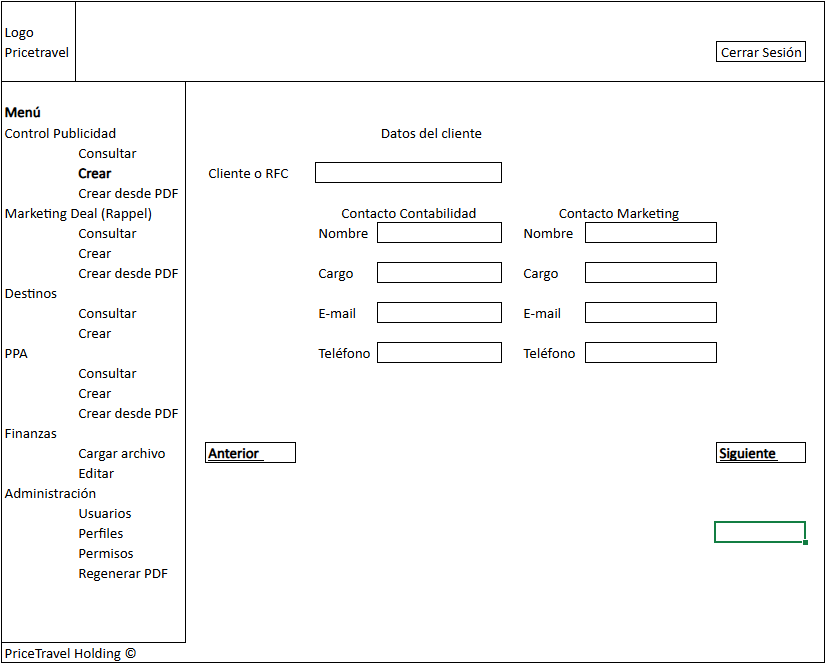 Logo
Pricetravel
Cerrar Sesión
Menú
Control Publicidad
Datos del cliente
Consultar
Crear
Cliente o RFC
Crear desde PDF
Marketing Deal (Rappel)
Contacto Contabilidad
Contacto Marketing
Consultar
Nombre
Nombre
Crear
Crear desde PDF
Cargo
Cargo
Destinos
Consultar
E-mail
E-mail
Crear
PPA
Teléfono
Teléfono
Consultar
Crear
Crear desde PDF
Finanzas
Cargar archivo
Anterior
Siguiente
Editar
Administración
Usuarios
Perfiles
Permisos
Regenerar PDF
PriceTravel Holding ©